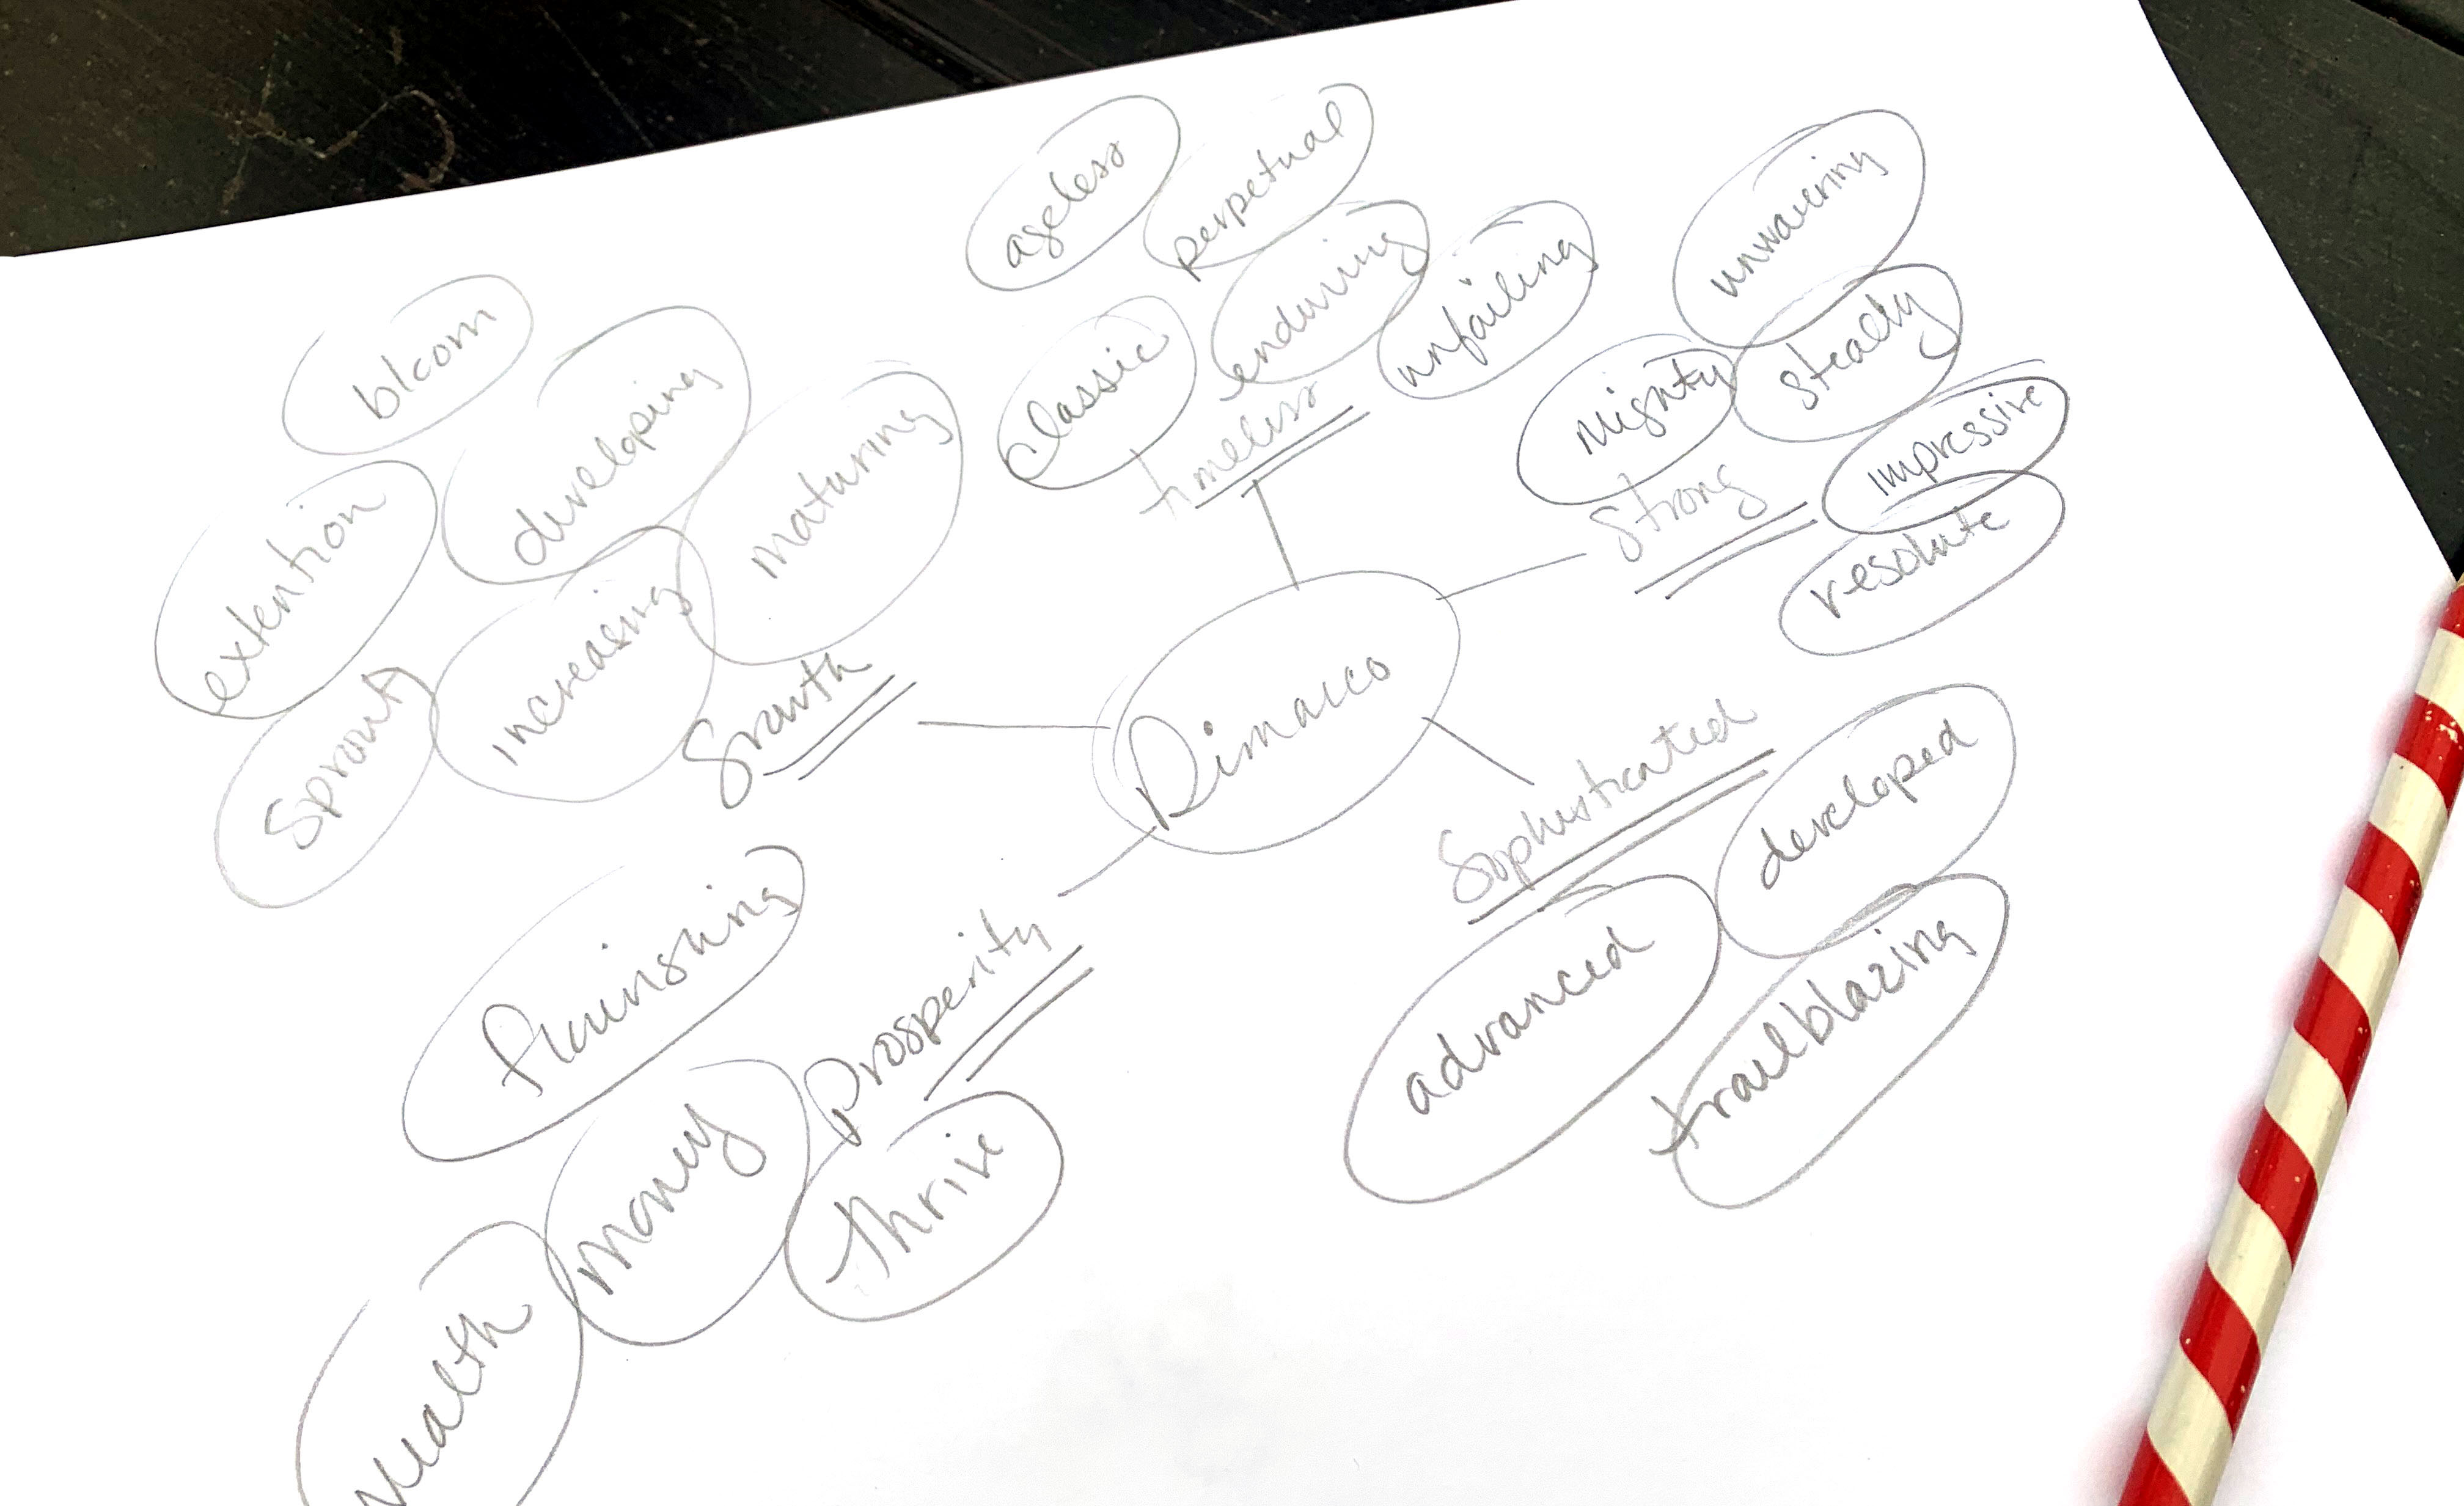 ageless
perpetual
enduring
unfailing
classic
timeless
unwavering
steady
Mighty
impressive
resolute
Strong
bloom
developing
maturing
extention
increasing
Sprout
Growth
Dimarco
Sophisticated
developed
advanced
trailblazing
flourishing
Prosperity
money
thrive
wealth